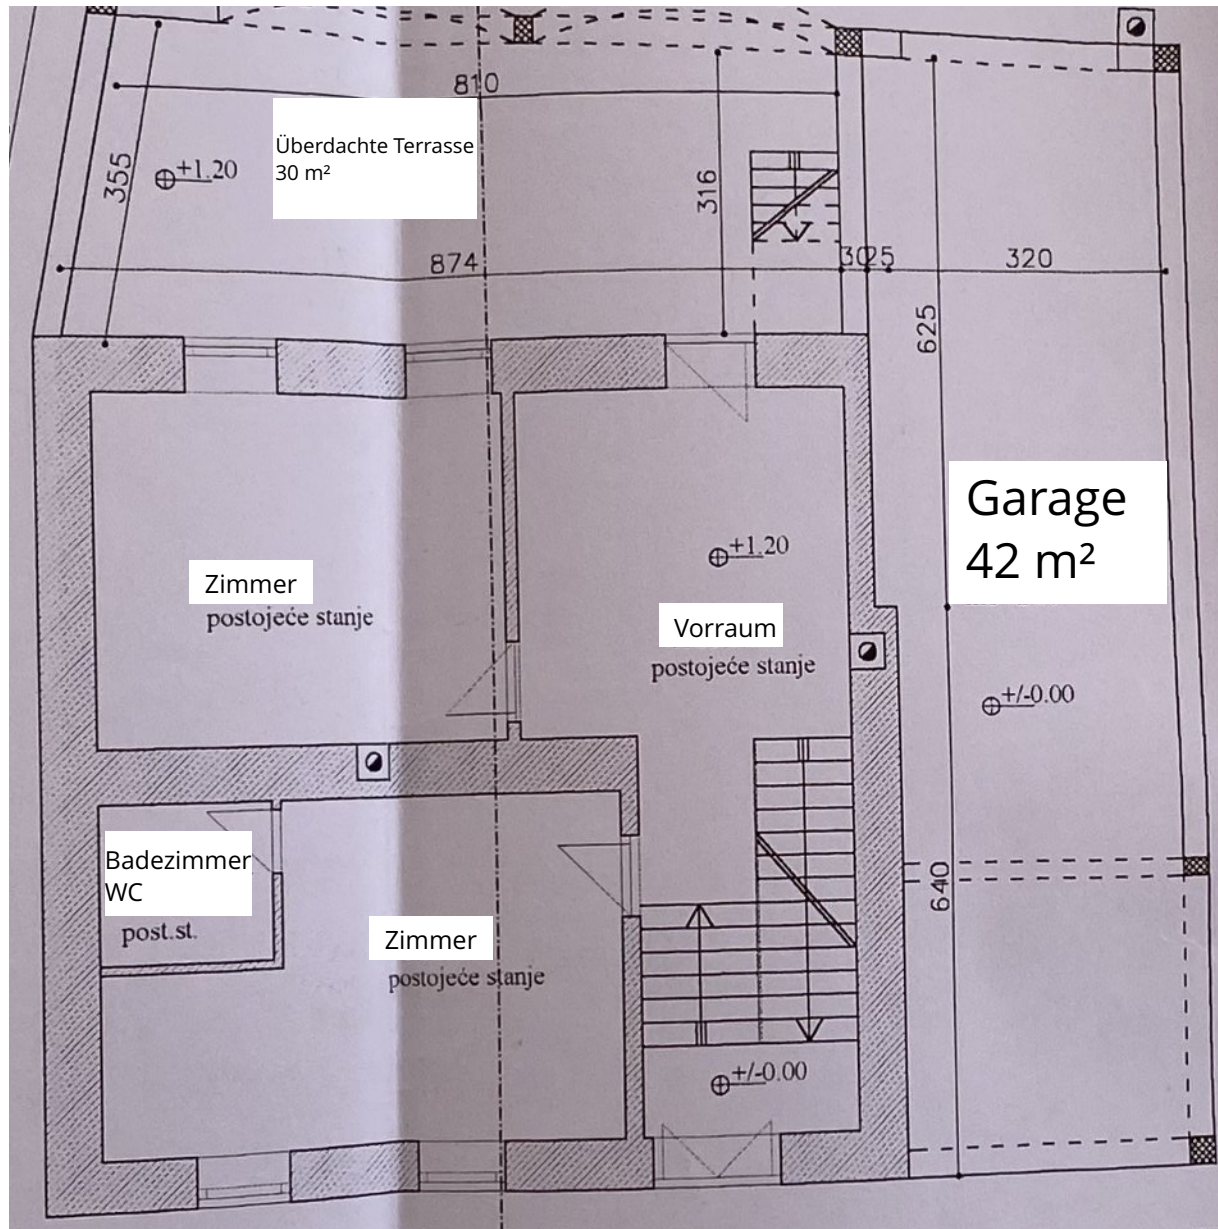 810
Überdachte Terrasse
30 m²
355
+1.20
316
874
30
25
320
625
Garage
42 m²
+1.20
Zimmer
postojeće stanje
Vorraum
postojeće stanje
+/-0.00
Badezimmer
WC
post.st.
640
Zimmer
postojeće stanje
+/-0.00